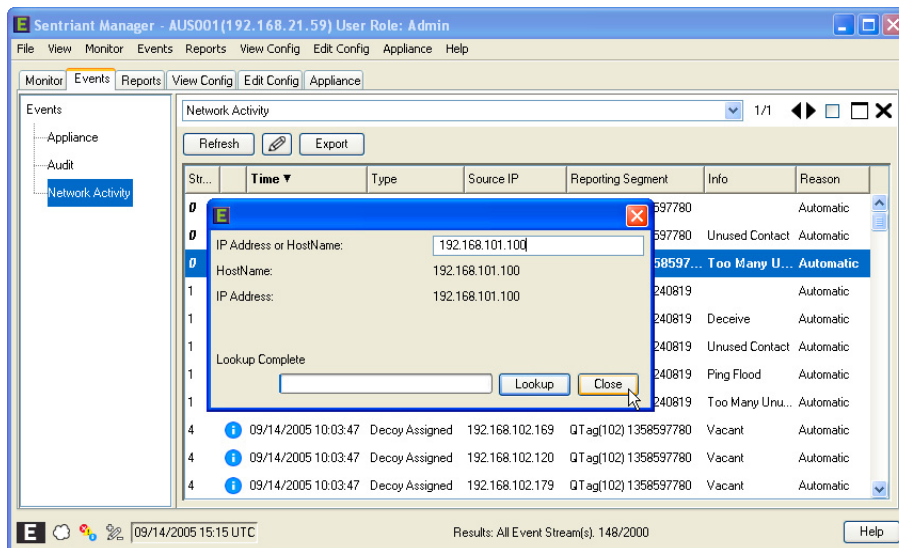 E Sentriant Manager - AUS001(192.168.21.59) User Role: Admin
File View Monitor Events Reports View Config Edit Config Appliance Help
Monitor Events Reports View Config Edit Config Appliance
Events
Appliance
Audit
Network Activity
Network Activity 1/1
Refresh Export
Str... Time Type Source IP Reporting Segment Info Reason
0 597780 Automatic
0 597780 Unused Contact Automatic
0 58597... Too Many U... Automatic
1 240819 Automatic
1 240819 Deceive Automatic
1 240819 Unused Contact Automatic
1 240819 Ping Flood Automatic
1 240819 Too Many Unu... Automatic
E
IP Address or HostName: 192.168.101.100
HostName: 192.168.101.100
IP Address: 192.168.101.100
Lookup Complete
Lookup Close
4 09/14/2005 10:03:47 Decoy Assigned 192.168.102.169 QTag(102) 1358597780 Vacant Automatic
4 09/14/2005 10:03:47 Decoy Assigned 192.168.102.120 QTag(102) 1358597780 Vacant Automatic
4 09/14/2005 10:03:47 Decoy Assigned 192.168.102.179 QTag(102) 1358597780 Vacant Automatic
E 09/14/2005 15:15 UTC Results: All Event Stream(s). 148/2000 Help